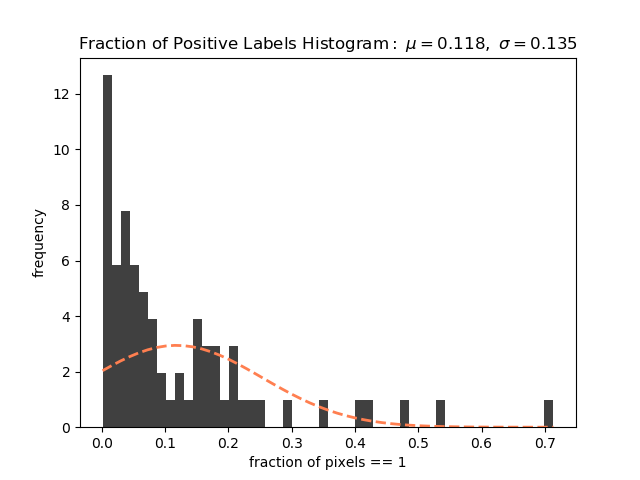 Fraction of Positive Labels Histogram: μ = 0.118, σ = 0.135
12
10
8
6
4
2
0
frequency
0.0 0.1 0.2 0.3 0.4 0.5 0.6 0.7
fraction of pixels == 1